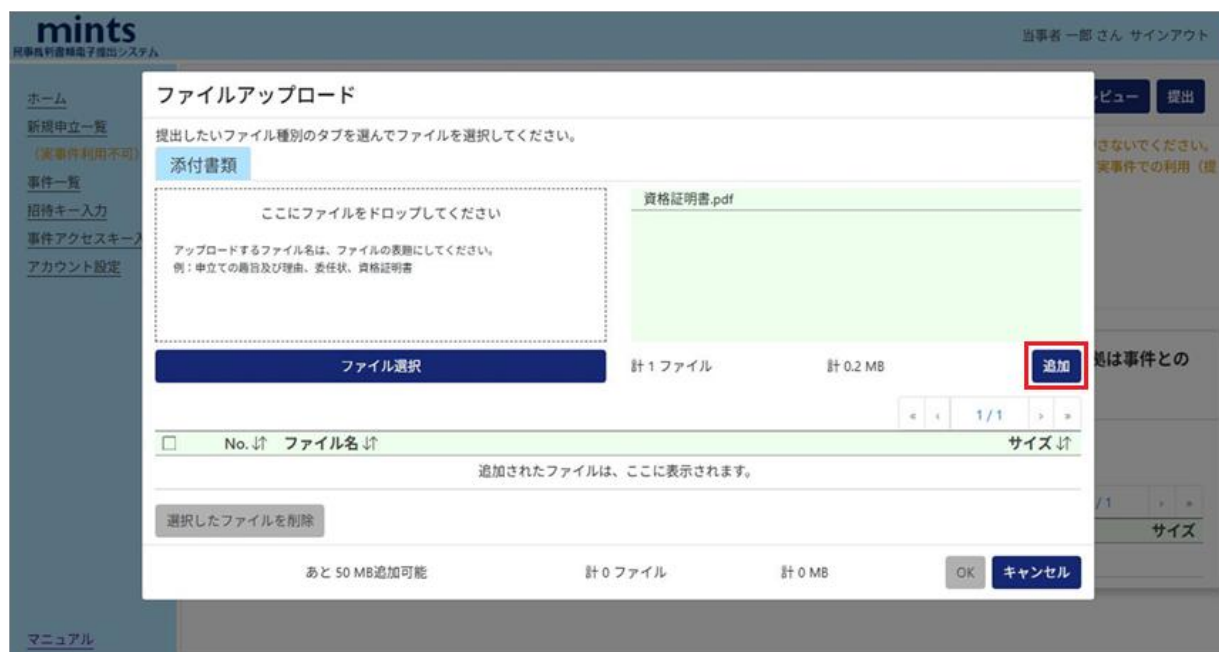 mints
民事裁判書類電子提出システム
当事者 一郎 さん サインアウト
ホーム
新規申立一覧
（実事件利用不可）
事件一覧
招待キー入力
事件アクセスキー入
アカウント設定
マニュアル
ビュー
提出
さないでください。
実事件での利用（提
ファイルアップロード
提出したいファイル種別のタブを選んでファイルを選択してください。
添付書類
ここにファイルをドロップしてください
アップロードするファイル名は、ファイルの表題にしてください。
例：申立ての趣旨及び理由、委任状、資格証明書
資格証明書.pdf
ファイル選択
計 1 ファイル 計 0.2 MB
追加
処は事件との
« ‹ 1 / 1 › »
No. ↓↑ ファイル名 ↓↑ サイズ ↓↑
追加されたファイルは、ここに表示されます。
選択したファイルを削除
/ 1 › »
サイズ
あと 50 MB追加可能 計 0 ファイル 計 0 MB
OK
キャンセル